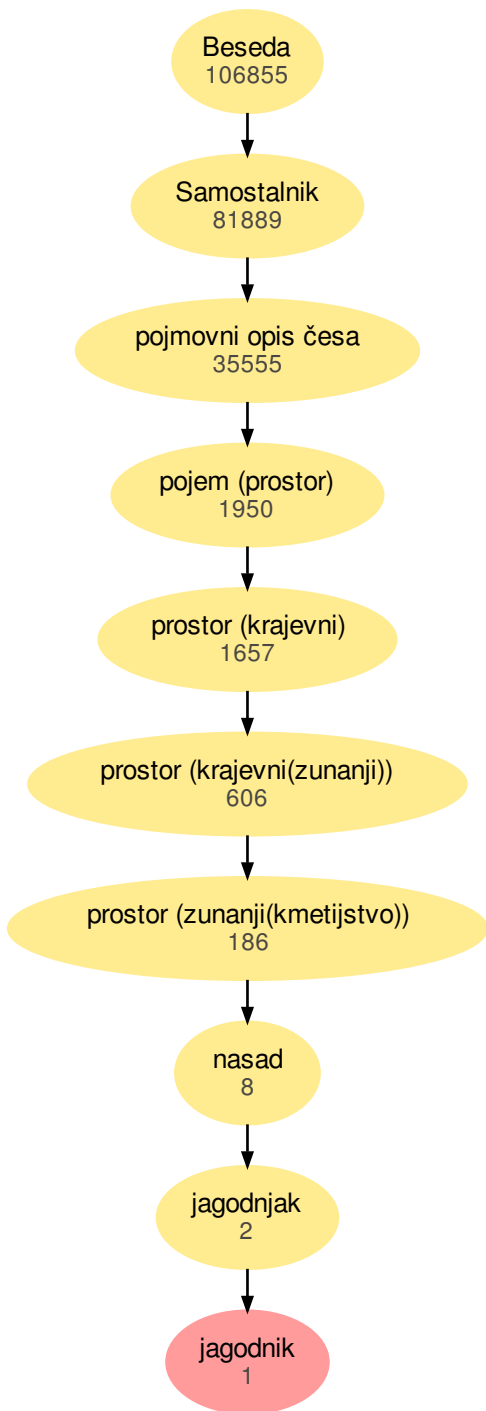 Beseda
106855
Samostalnik
81889
pojmovni opis česa
35555
pojem (prostor)
1950
prostor (krajevni)
1657
prostor (krajevni(zunanji))
606
prostor (zunanji(kmetijstvo))
186
nasad
8
jagodnjak
2
jagodnik
1